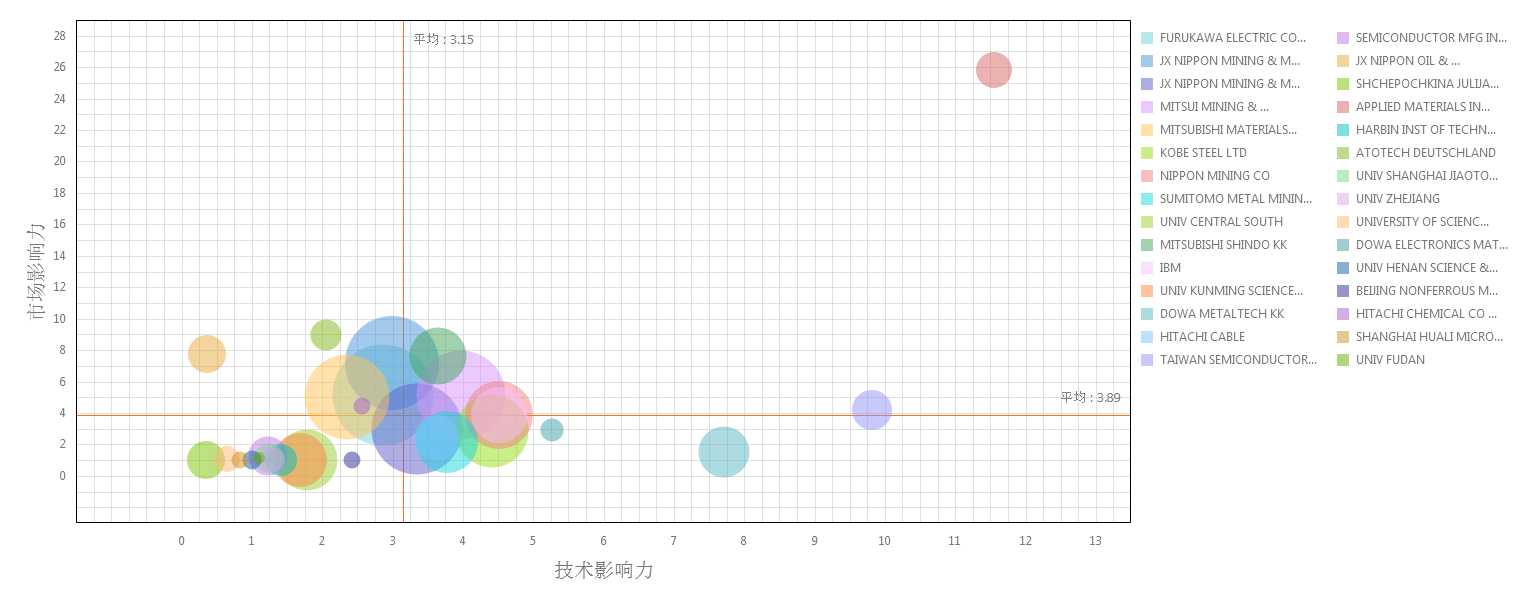 平均 : 3.15
平均 : 3.89
28
26
24
22
20
18
16
14
12
10
8
6
4
2
0
市场影响力
0 1 2 3 4 5 6 7 8 9 10 11 12 13
技术影响力
FURUKAWA ELECTRIC CO...
JX NIPPON MINING & M...
JX NIPPON MINING & M...
MITSUI MINING & ...
MITSUBISHI MATERIALS...
KOBE STEEL LTD
NIPPON MINING CO
SUMITOMO METAL MININ...
UNIV CENTRAL SOUTH
MITSUBISHI SHINDO KK
IBM
UNIV KUNMING SCIENCE...
DOWA METALTECH KK
HITACHI CABLE
TAIWAN SEMICONDUCTOR...
SEMICONDUCTOR MFG IN...
JX NIPPON OIL & ...
SHCHEPOCHKINA JULIJA...
APPLIED MATERIALS IN...
HARBIN INST OF TECHN...
ATOTECH DEUTSCHLAND
UNIV SHANGHAI JIAOTO...
UNIV ZHEJIANG
UNIVERSITY OF SCIENC...
DOWA ELECTRONICS MAT...
UNIV HENAN SCIENCE &...
BEIJING NONFERROUS M...
HITACHI CHEMICAL CO ...
SHANGHAI HUALI MICRO...
UNIV FUDAN